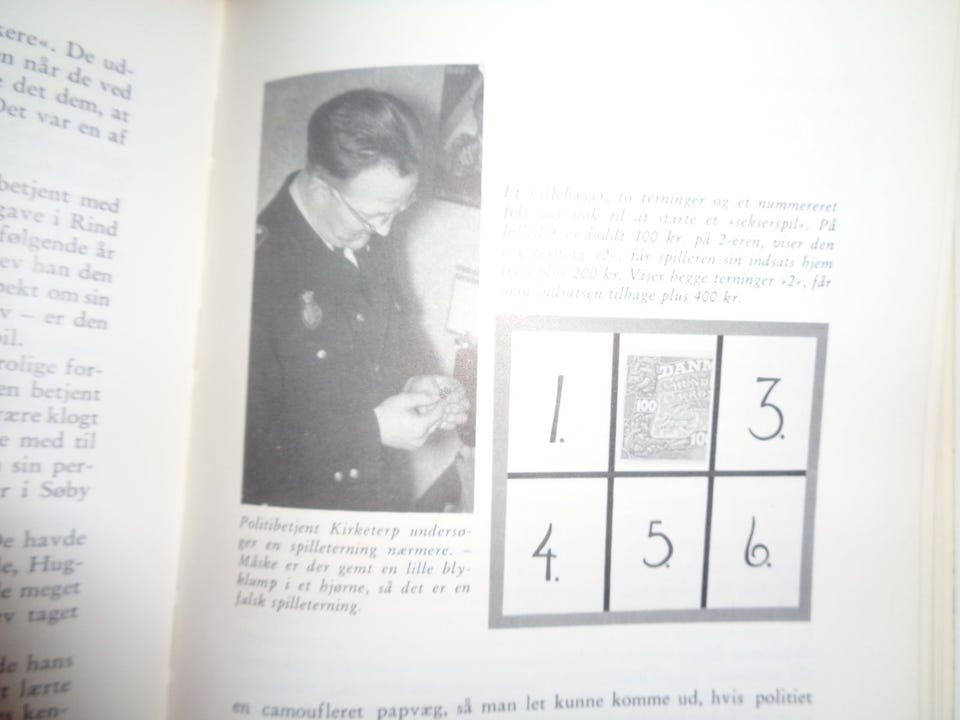 kere«. De ud-
n når de ved
det dem, at
Det var en af
betjent med
gave i Rind
følgende år
ev han den
pekt om sin
v – er den
pil.
rolige for-
en betjent
ære klogt
e med til
sin per-
r i Søby
De havde
le, Hug-
e meget
ev taget
de hans
t lærte
s ken-
Et raflebæger, to terninger og et nummereret
felt var nok til at starte et »sekserspil«. På
billedet er holdt 100 kr. på 2-eren, viser den
ene terning »2«, får spilleren sin indsats hjem
igen plus 200 kr. Viser begge terninger »2«, får
man indsatsen tilbage plus 400 kr.
1.
DANM
100
10
3.
4.
5.
6.
Politibetjent Kirketerp undersø-
ger en spilleterning nærmere. –
Måske er der gemt en lille bly-
klump i et hjørne, så det er en
falsk spilleterning.
en camoufleret papvæg, så man let kunne komme ud, hvis politiet